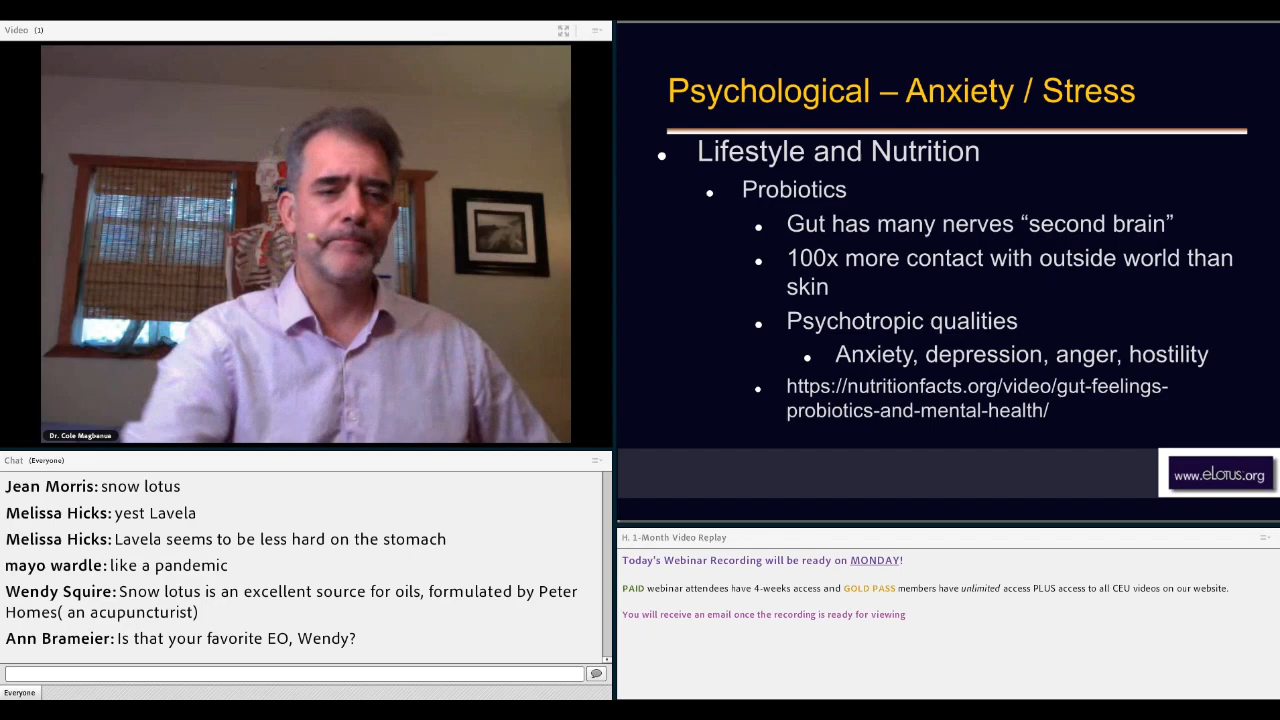 Video (1)
Dr. Cole Magbanua
Psychological – Anxiety / Stress
Lifestyle and Nutrition
Probiotics
Gut has many nerves “second brain”
100x more contact with outside world than
skin
Psychotropic qualities
Anxiety, depression, anger, hostility
https://nutritionfacts.org/video/gut-feelings-
probiotics-and-mental-health/
www.eLotus.org
Chat (Everyone)
Jean Morris: snow lotus
Melissa Hicks: yest Lavela
Melissa Hicks: Lavela seems to be less hard on the stomach
mayo wardle: like a pandemic
Wendy Squire: Snow lotus is an excellent source for oils, formulated by Peter
Homes( an acupuncturist)
Ann Brameier: Is that your favorite EO, Wendy?
Everyone
H. 1-Month Video Replay
Today's Webinar Recording will be ready on MONDAY!
PAID webinar attendees have 4-weeks access and GOLD PASS members have unlimited access PLUS access to all CEU videos on our website.
You will receive an email once the recording is ready for viewing